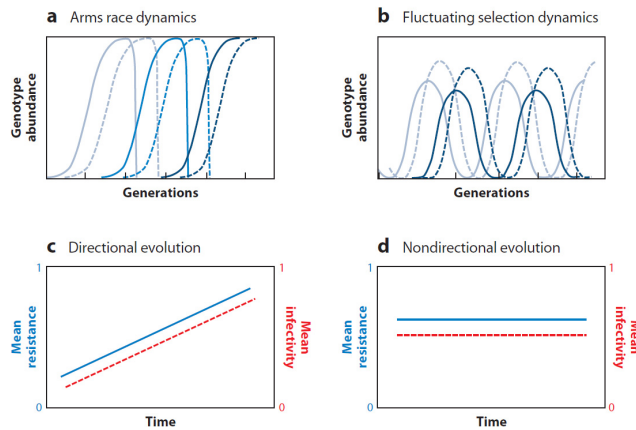 a Arms race dynamics
Genotype
abundance
Generations
b Fluctuating selection dynamics
Genotype
abundance
Generations
c Directional evolution
1
0
Mean
resistance
1
0
Mean
infectivity
Time
d Nondirectional evolution
1
0
Mean
resistance
1
0
Mean
infectivity
Time